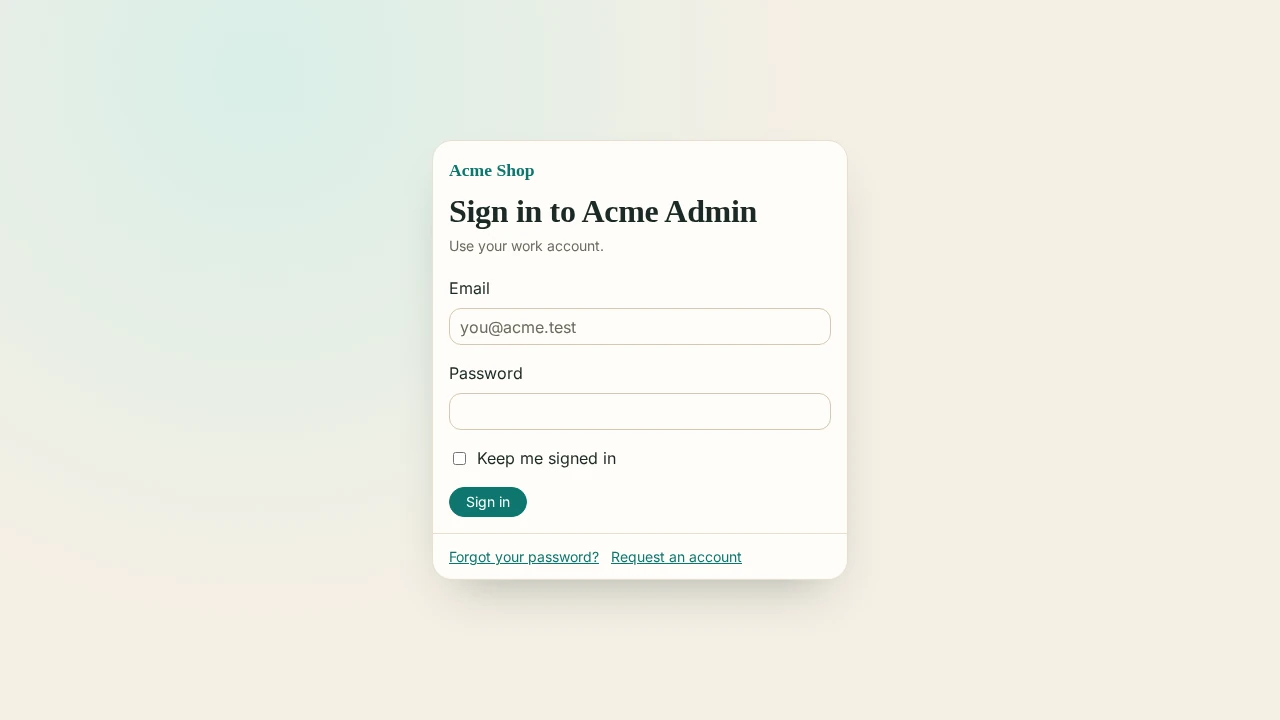 Acme Shop
Sign in to Acme Admin
Use your work account.
Email
you@acme.test
Password
Keep me signed in
Sign in
Forgot your password? Request an account